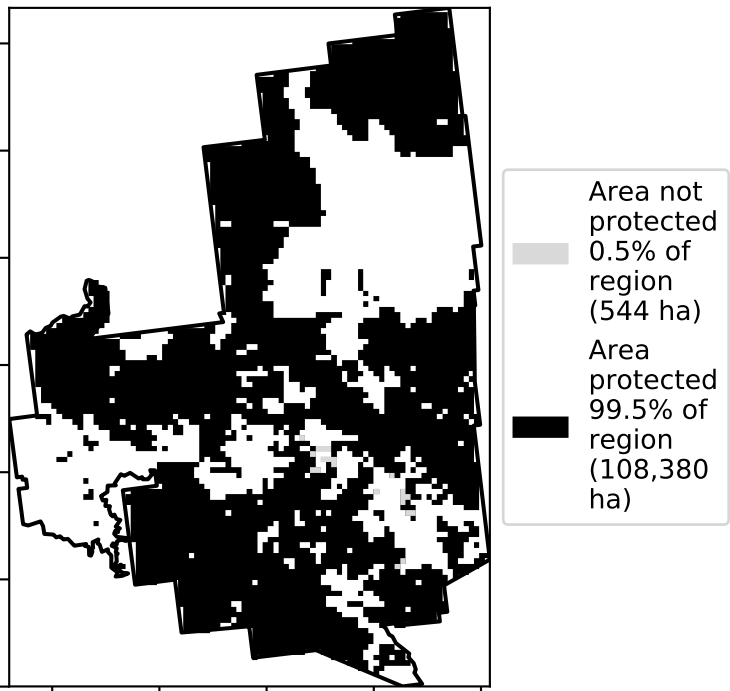 Area not
protected
0.5% of
region
(544 ha)
Area
protected
99.5% of
region
(108,380
ha)